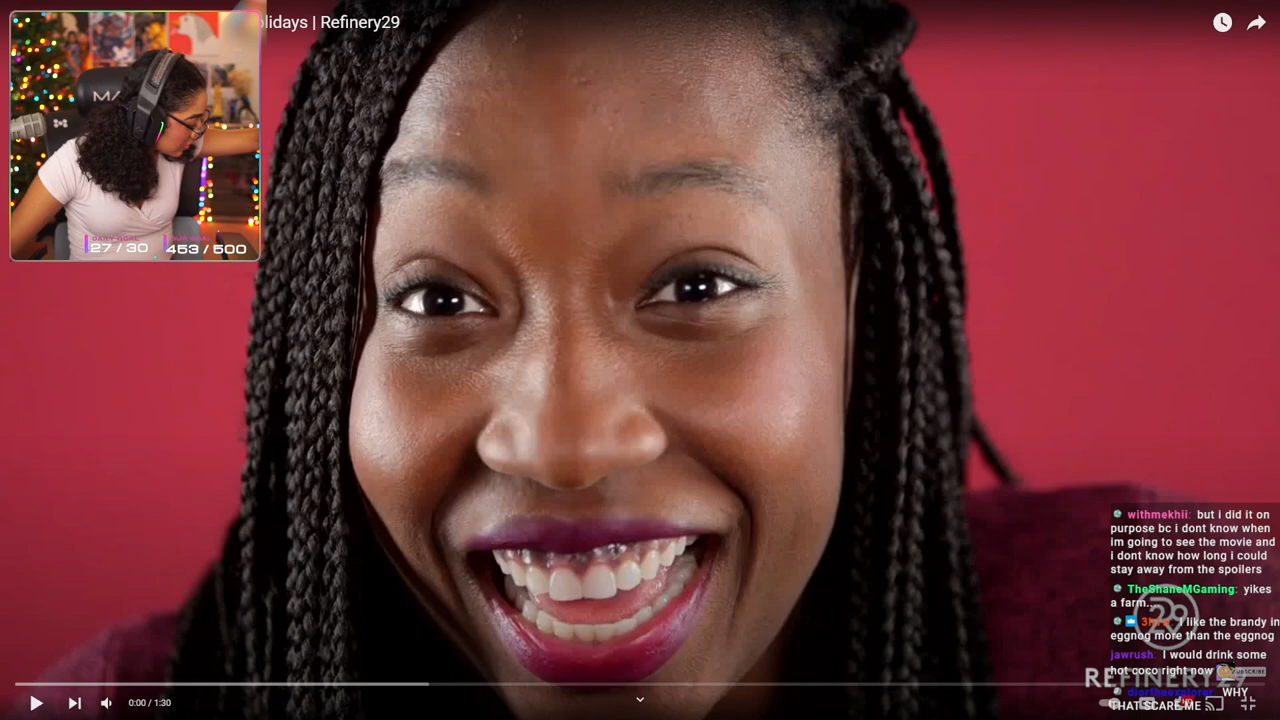 olidays | Refinery29
27 / 30
453 / 500
withmekhii: but i did it on
purpose bc i dont know when
im going to see the movie and
i dont know how long i could
stay away from the spoilers
TheShaneMGaming: yikes
a farm...
I like the brandy in
eggnog more than the eggnog
jawrush: I would drink some
hot coco right now
SUBSCRIBE
WHY
THAT SCARE ME
29
REFINERY29
0:00 / 1:30